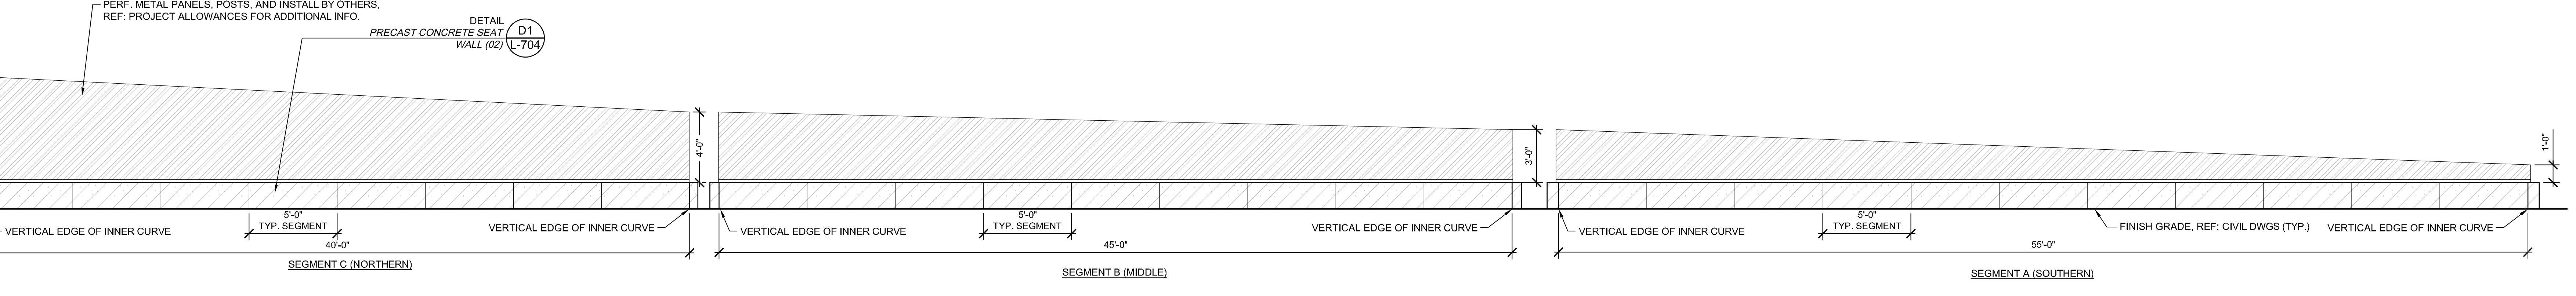 PERF. METAL PANELS, POSTS, AND INSTALL BY OTHERS,
REF: PROJECT ALLOWANCES FOR ADDITIONAL INFO.
DETAIL
PRECAST CONCRETE SEAT
WALL (02)
D1
L-704
4'-0"
3'-0"
1'-0"
VERTICAL EDGE OF INNER CURVE
5'-0"
TYP. SEGMENT
VERTICAL EDGE OF INNER CURVE
40'-0"
SEGMENT C (NORTHERN)
VERTICAL EDGE OF INNER CURVE
5'-0"
TYP. SEGMENT
VERTICAL EDGE OF INNER CURVE
45'-0"
SEGMENT B (MIDDLE)
VERTICAL EDGE OF INNER CURVE
5'-0"
TYP. SEGMENT
FINISH GRADE, REF: CIVIL DWGS (TYP.)
VERTICAL EDGE OF INNER CURVE
55'-0"
SEGMENT A (SOUTHERN)